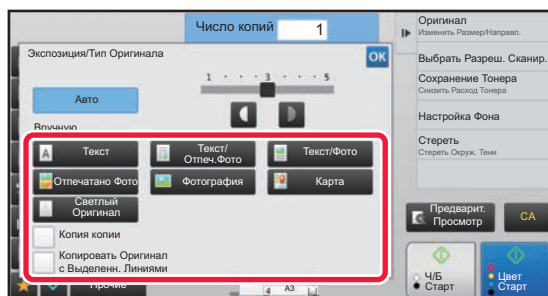 Число копий 1
Экспозиция/Тип Оригинала
OK
1 · · · 3 · · · 5
Авто
Вручную
Текст
Текст/
Отпеч.Фото
Текст/Фото
Отпечатано Фото
Фотография
Карта
Светлый
Оригинал
Копия копии
Копировать Оригинал
с Выделенн. Линиями
Прочие
4 A3
Оригинал
Изменить Размер/Направл.
Выбрать Разреш. Сканир.
Сохранение Тонера
Снизить Расход Тонера
Настройка Фона
Стереть
Стереть Окруж. Тени
Предварит.
Просмотр
CA
Ч/Б
Старт
Цвет
Старт